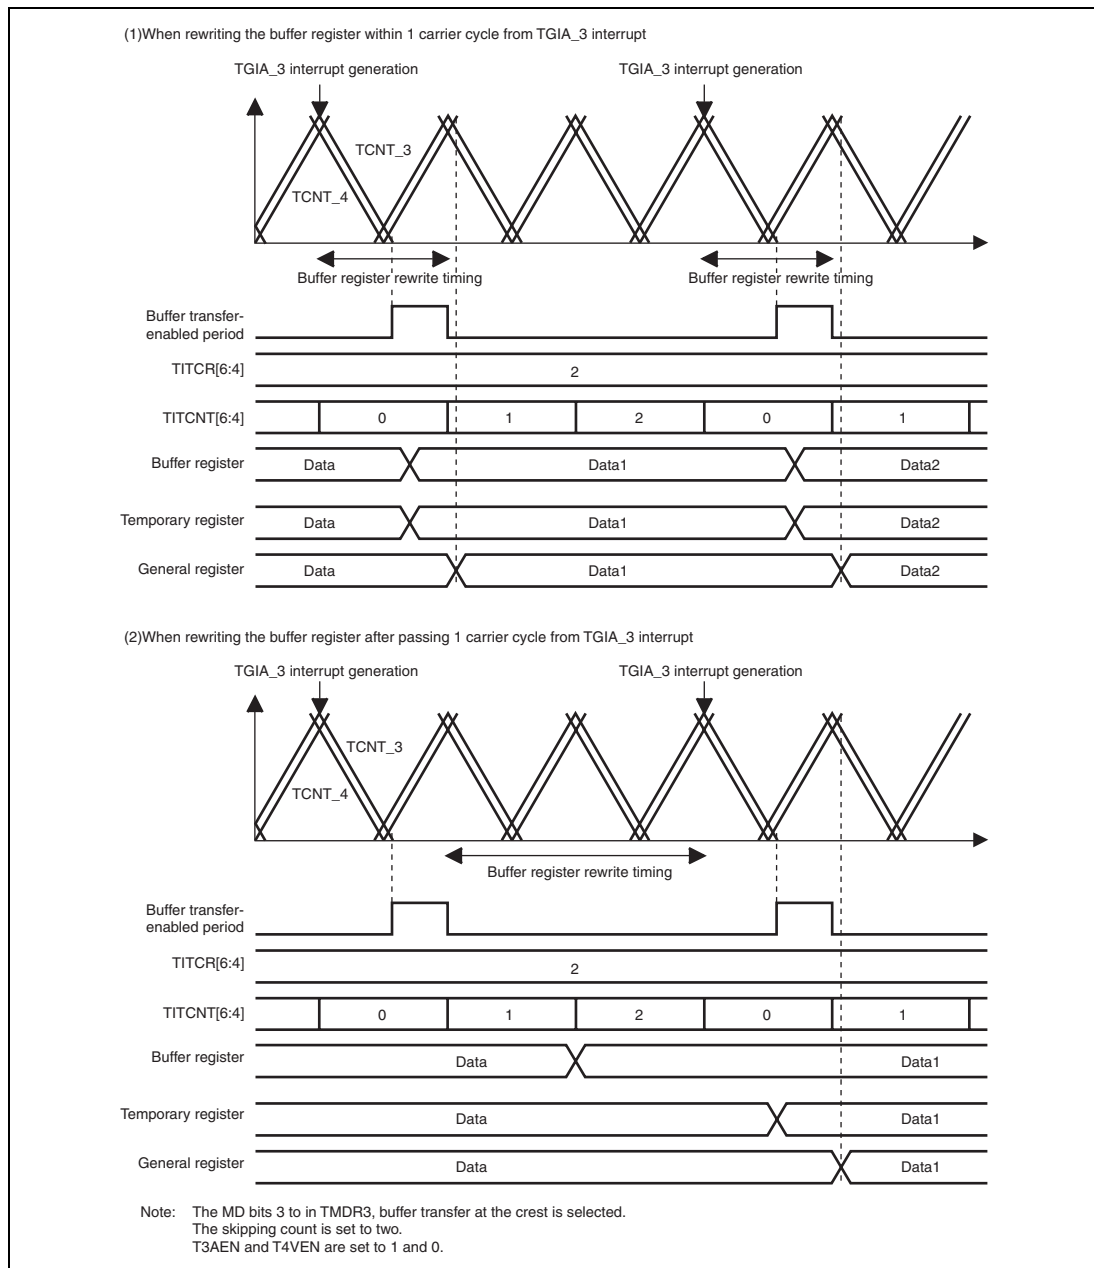 (1)When rewriting the buffer register within 1 carrier cycle from TGIA_3 interrupt
TGIA_3 interrupt generation
TGIA_3 interrupt generation
TCNT_3
TCNT_4
Buffer register rewrite timing
Buffer register rewrite timing
Buffer transfer-
enabled period
TITCR[6:4]
2
TITCNT[6:4]
0 1 2 0 1
Buffer register
Data Data1 Data2
Temporary register
Data Data1 Data2
General register
Data Data1 Data2
(2)When rewriting the buffer register after passing 1 carrier cycle from TGIA_3 interrupt
TGIA_3 interrupt generation
TGIA_3 interrupt generation
TCNT_3
TCNT_4
Buffer register rewrite timing
Buffer transfer-
enabled period
TITCR[6:4]
2
TITCNT[6:4]
0 1 2 0 1
Buffer register
Data Data1
Temporary register
Data Data1
General register
Data Data1
Note: The MD bits 3 to in TMDR3, buffer transfer at the crest is selected.
The skipping count is set to two.
T3AEN and T4VEN are set to 1 and 0.